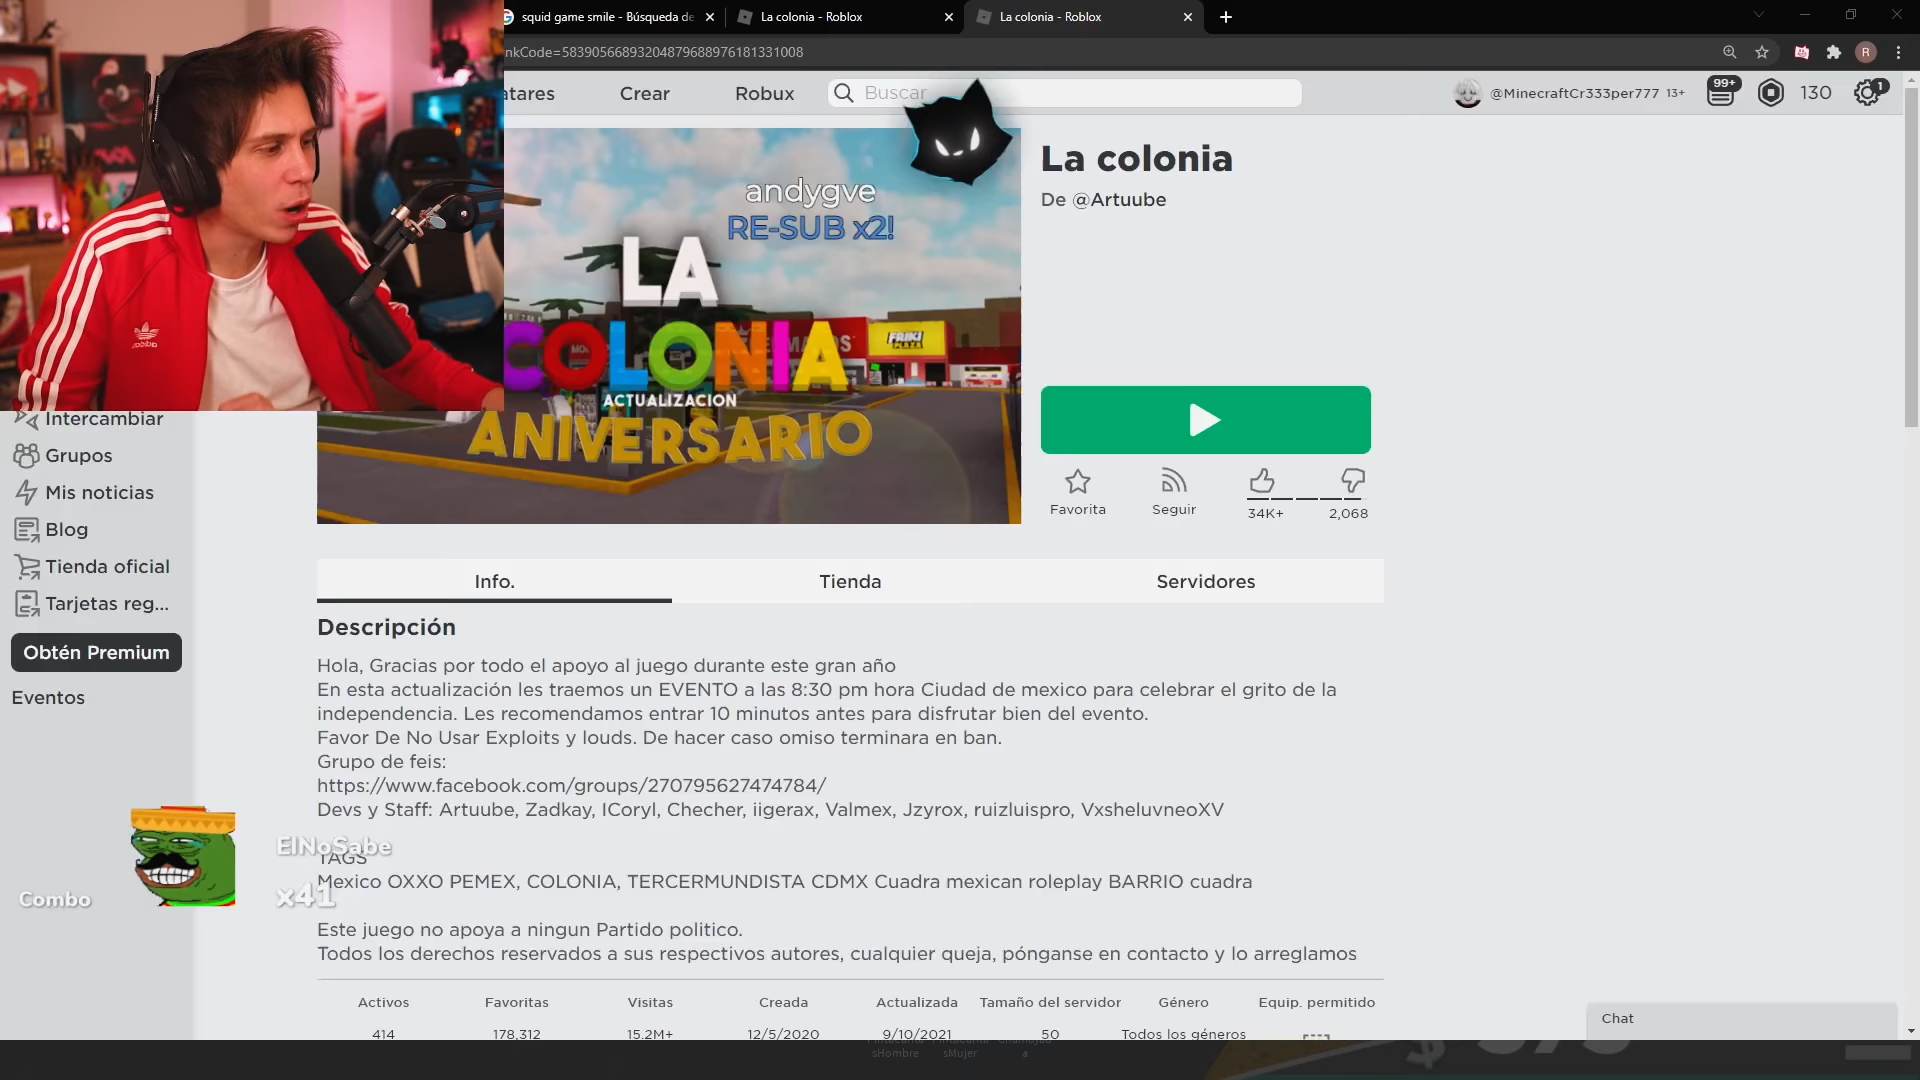 squid game smile - Búsqueda de
La colonia - Roblox
La colonia - Roblox
nkCode=58390566893204879688976181331008
R
atares
Crear
Robux
Buscar
@MinecraftCr333per777 13+
99+
130
1
andygve
RE-SUB x2!
LA
COLONIA
FRIKI
PLAZA
ACTUALIZACION
ANIVERSARIO
adidas
La colonia
De @Artuube
Favorita
Seguir
34K+
2,068
Intercambiar
Grupos
Mis noticias
Blog
Tienda oficial
Tarjetas reg...
Obtén Premium
Eventos
Info.
Tienda
Servidores
Descripción
Hola, Gracias por todo el apoyo al juego durante este gran año
En esta actualización les traemos un EVENTO a las 8:30 pm hora Ciudad de mexico para celebrar el grito de la
independencia. Les recomendamos entrar 10 minutos antes para disfrutar bien del evento.
Favor De No Usar Exploits y louds. De hacer caso omiso terminara en ban.
Grupo de feis:
https://www.facebook.com/groups/270795627474784/
Devs y Staff: Artuube, Zadkay, ICoryl, Checher, iigerax, Valmex, Jzyrox, ruizluispro, VxsheluvneoXV
ElNoSabe
TAGS
Mexico OXXO PEMEX, COLONIA, TERCERMUNDISTA CDMX Cuadra mexican roleplay BARRIO cuadra
Combo
x41
Este juego no apoya a ningun Partido politico.
Todos los derechos reservados a sus respectivos autores, cualquier queja, pónganse en contacto y lo arreglamos
Activos
Favoritas
Visitas
Creada
Actualizada
Tamaño del servidor
Género
Equip. permitido
414
178,312
15.2M+
12/5/2020
9/10/2021
50
Todos los géneros
Chat
sHombre
sMujer
a